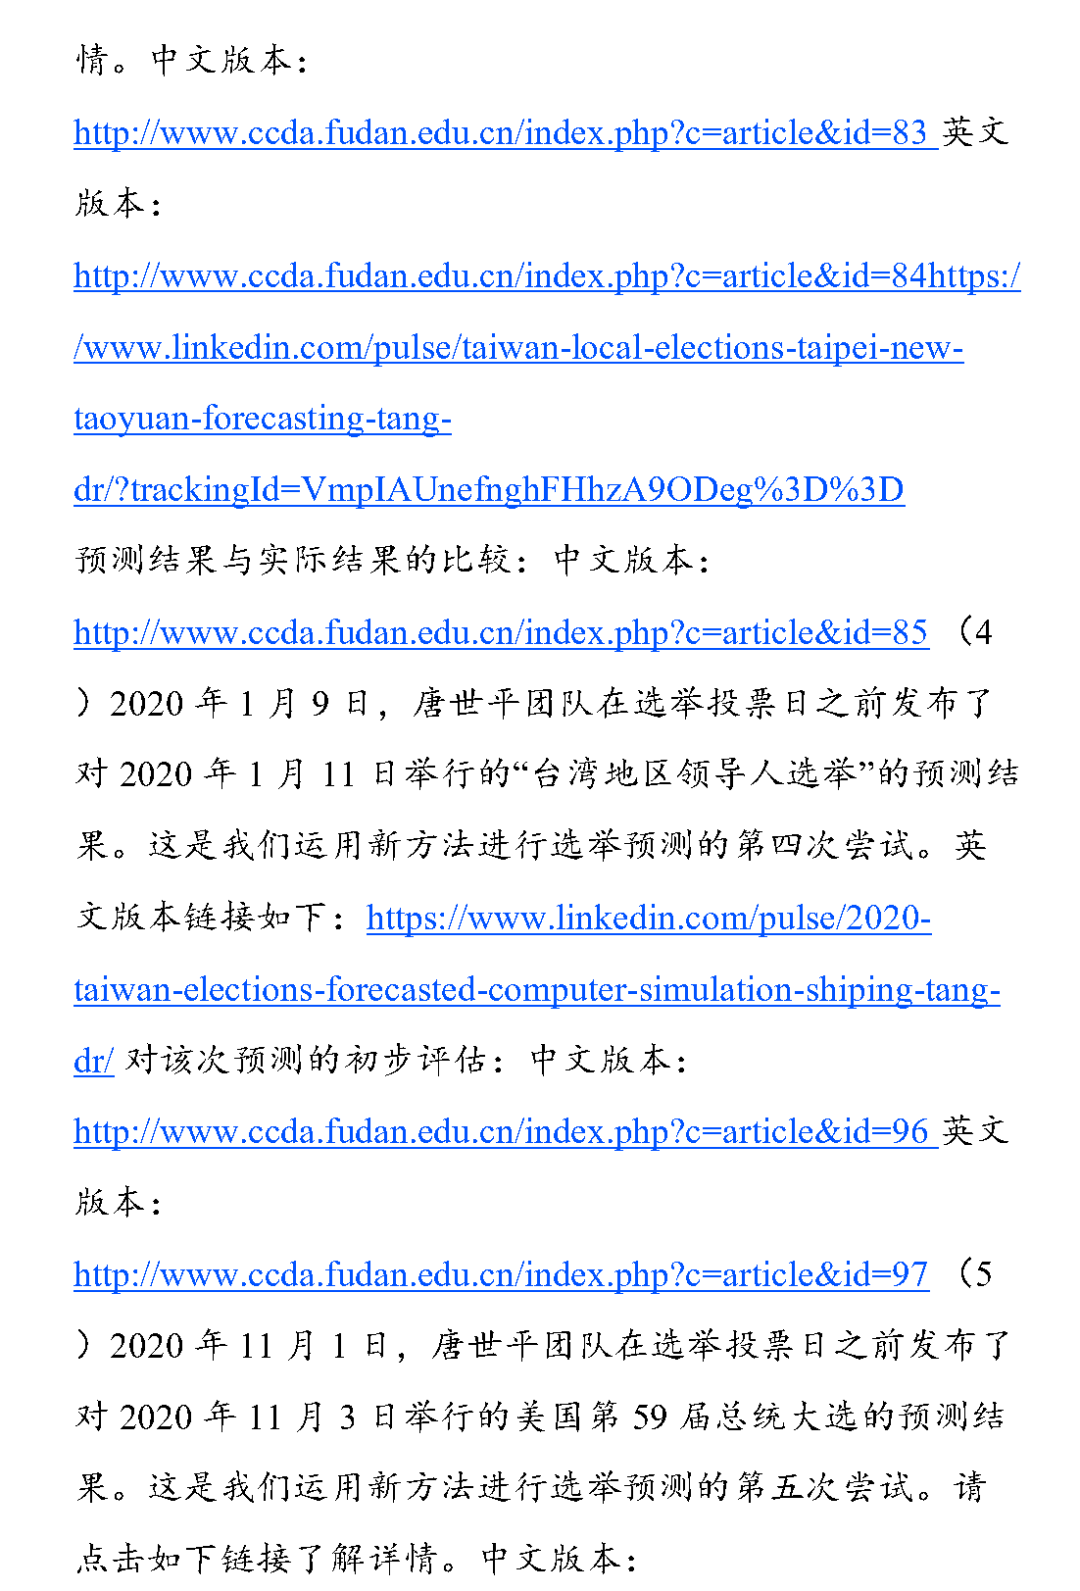 情。中文版本：
http://www.ccda.fudan.edu.cn/index.php?c=article&id=83 英文
版本：
http://www.ccda.fudan.edu.cn/index.php?c=article&id=84https:/
/www.linkedin.com/pulse/taiwan-local-elections-taipei-new-
taoyuan-forecasting-tang-
dr/?trackingId=VmpIAUnefnghFHhzA9ODeg%3D%3D
预测结果与实际结果的比较：中文版本：
http://www.ccda.fudan.edu.cn/index.php?c=article&id=85 （4
）2020 年 1 月 9 日，唐世平团队在选举投票日之前发布了
对 2020 年 1 月 11 日举行的“台湾地区领导人选举”的预测结
果。这是我们运用新方法进行选举预测的第四次尝试。英
文版本链接如下：https://www.linkedin.com/pulse/2020-
taiwan-elections-forecasted-computer-simulation-shiping-tang-
dr/ 对该次预测的初步评估：中文版本：
http://www.ccda.fudan.edu.cn/index.php?c=article&id=96 英文
版本：
http://www.ccda.fudan.edu.cn/index.php?c=article&id=97 （5
）2020 年 11 月 1 日，唐世平团队在选举投票日之前发布了
对 2020 年 11 月 3 日举行的美国第 59 届总统大选的预测结
果。这是我们运用新方法进行选举预测的第五次尝试。请
点击如下链接了解详情。中文版本：